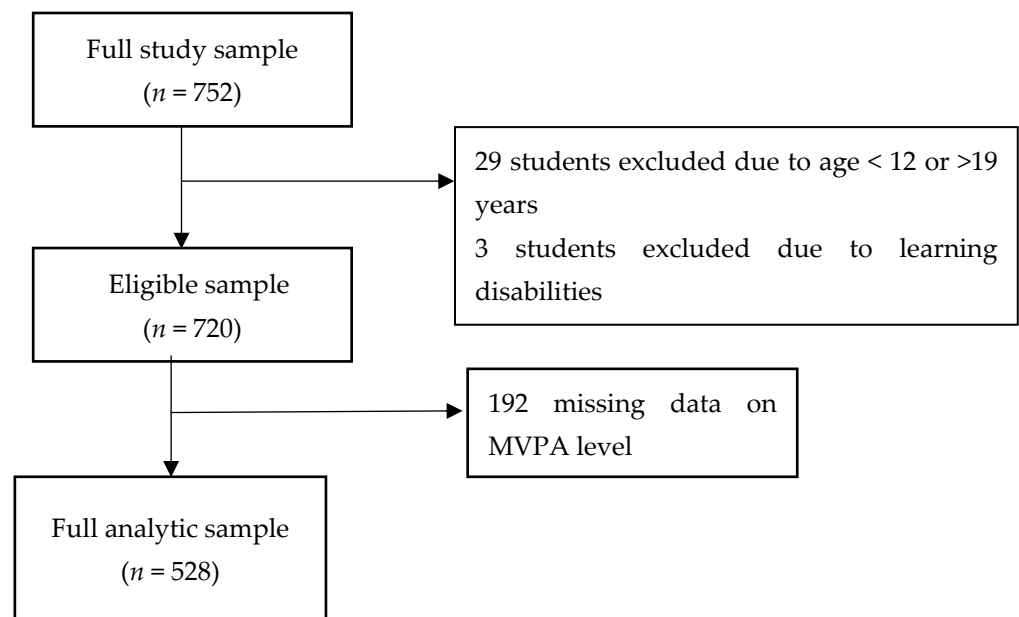 Full study sample
(n = 752)
29 students excluded due to age < 12 or >19
years
3 students excluded due to learning
disabilities
Eligible sample
(n = 720)
192 missing data on
MVPA level
Full analytic sample
(n = 528)